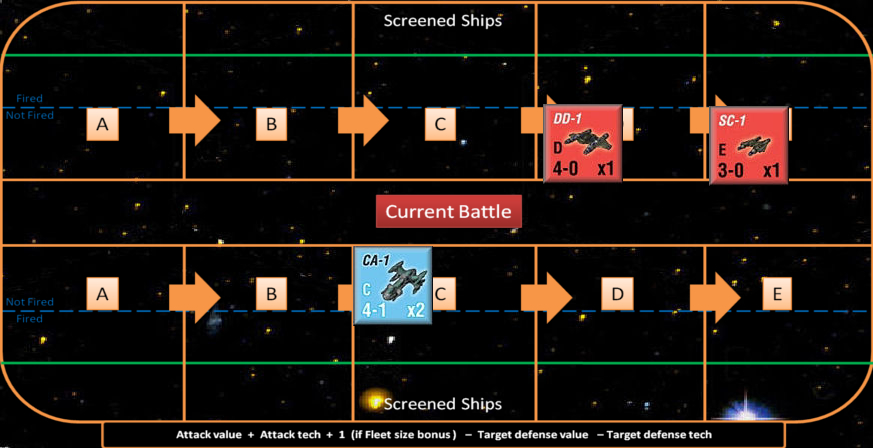 Screened Ships
Fired
Not Fired
A
B
C
DD-1
D
4-0 x1
SC-1
E
3-0 x1
Current Battle
CA-1
C
4-1 x2
Not Fired
Fired
A
B
C
D
E
Screened Ships
Attack value + Attack tech + 1 (if Fleet size bonus) – Target defense value – Target defense tech